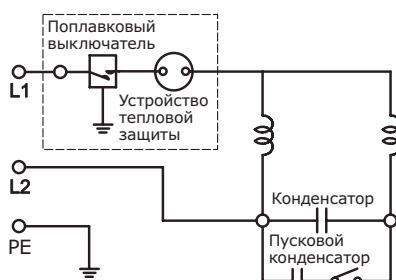 Поплавковый
выключатель
L1
Устройство
тепловой
защиты
L2
Конденсатор
PE
Пусковой
конденсатор